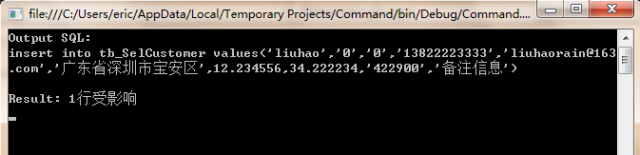 file:///C:/Users/eric/AppData/Local/Temporary Projects/Command/bin/Debug/Command....
Output SQL:
insert into tb_SelCustomer values('liuhao','0','0','13822223333','liuhaorain@163
.com','广东省深圳市宝安区',12.234556,34.222234,'422900','备注信息')
Result: 1行受影响